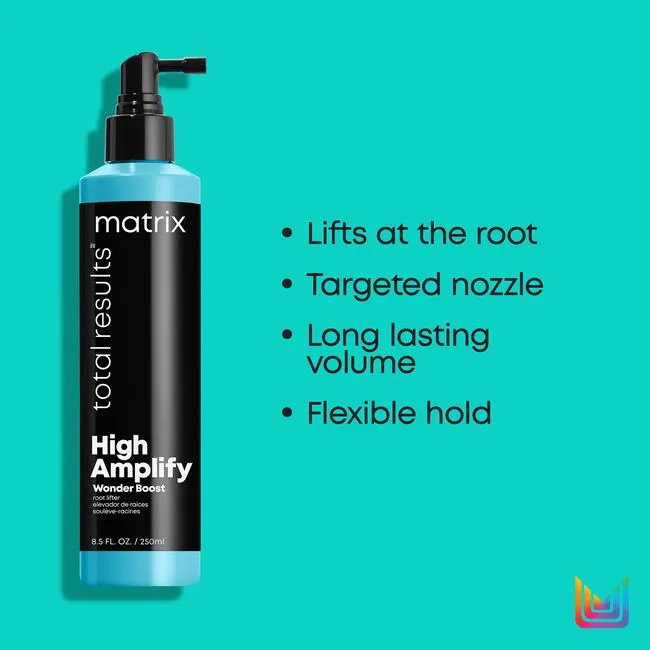 matrix
total results
High
Amplify
Wonder Boost
root lifter
elevador de raíces
soulève-racines
8.5 FL. OZ. / 250ml
• Lifts at the root
• Targeted nozzle
• Long lasting
volume
• Flexible hold